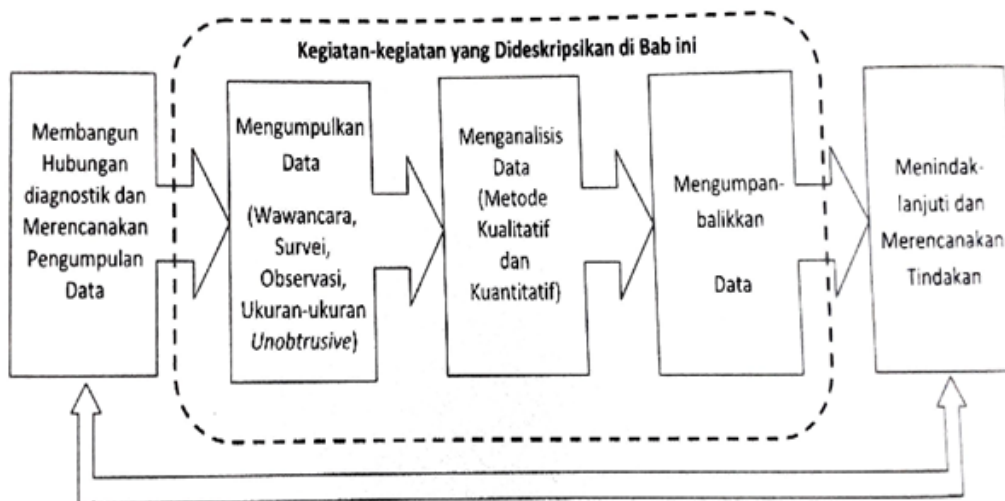 Kegiatan-kegiatan yang Dideskripsikan di Bab ini
Membangun
Hubungan
diagnostik dan
Merencanakan
Pengumpulan
Data
Mengumpulkan
Data
(Wawancara,
Survei,
Observasi,
Ukuran-ukuran
Unobtrusive)
Menganalisis
Data
(Metode
Kualitatif
dan
Kuantitatif)
Mengumpan-
balikkan
Data
Menindak-
lanjuti dan
Merencanakan
Tindakan